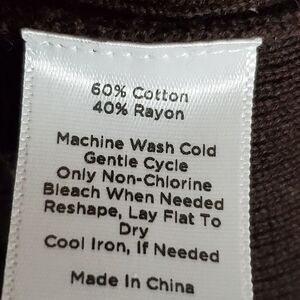 60% Cotton
40% Rayon
Machine Wash Cold
Gentle Cycle
Only Non-Chlorine
Bleach When Needed
Reshape, Lay Flat To
Dry
Cool Iron, If Needed
Made In China